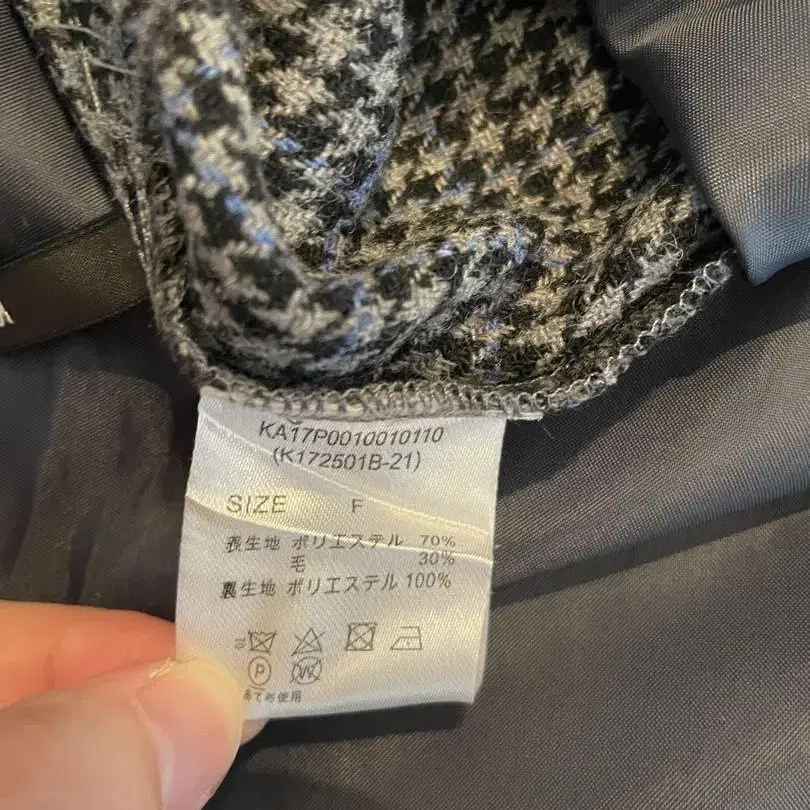 KA17P0010010110
(K172501B-21)
SIZE F
表生地 ポリエステル 70%
毛 30%
裏生地 ポリエステル 100%
P
W
あて布使用